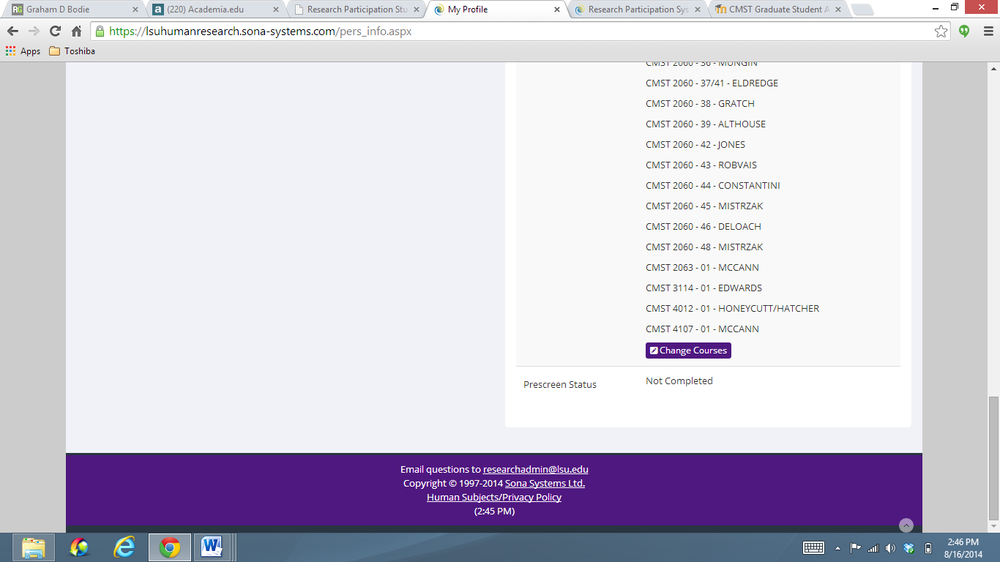 Graham D Bodie
(220) Academia.edu
Research Participation Stu
My Profile
Research Participation Sys
CMST Graduate Student A
https://lsuhumanresearch.sona-systems.com/pers_info.aspx
Apps
Toshiba
CMST 2060 - 36 - MUNGIN
CMST 2060 - 37/41 - ELDREDGE
CMST 2060 - 38 - GRATCH
CMST 2060 - 39 - ALTHOUSE
CMST 2060 - 42 - JONES
CMST 2060 - 43 - ROBVAIS
CMST 2060 - 44 - CONSTANTINI
CMST 2060 - 45 - MISTRZAK
CMST 2060 - 46 - DELOACH
CMST 2060 - 48 - MISTRZAK
CMST 2063 - 01 - MCCANN
CMST 3114 - 01 - EDWARDS
CMST 4012 - 01 - HONEYCUTT/HATCHER
CMST 4107 - 01 - MCCANN
Change Courses
Prescreen Status
Not Completed
Email questions to researchadmin@lsu.edu
Copyright © 1997-2014 Sona Systems Ltd.
Human Subjects/Privacy Policy
(2:45 PM)
2:46 PM
8/16/2014